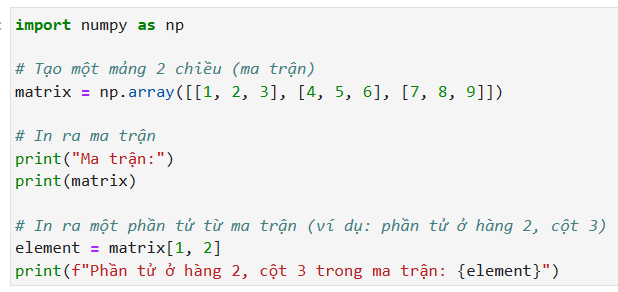 import numpy as np
# Tạo một mảng 2 chiều (ma trận)
matrix = np.array([[1, 2, 3], [4, 5, 6], [7, 8, 9]])
# In ra ma trận
print("Ma trận:")
print(matrix)
# In ra một phần tử từ ma trận (ví dụ: phần tử ở hàng 2, cột 3)
element = matrix[1, 2]
print(f"Phần tử ở hàng 2, cột 3 trong ma trận: {element}")